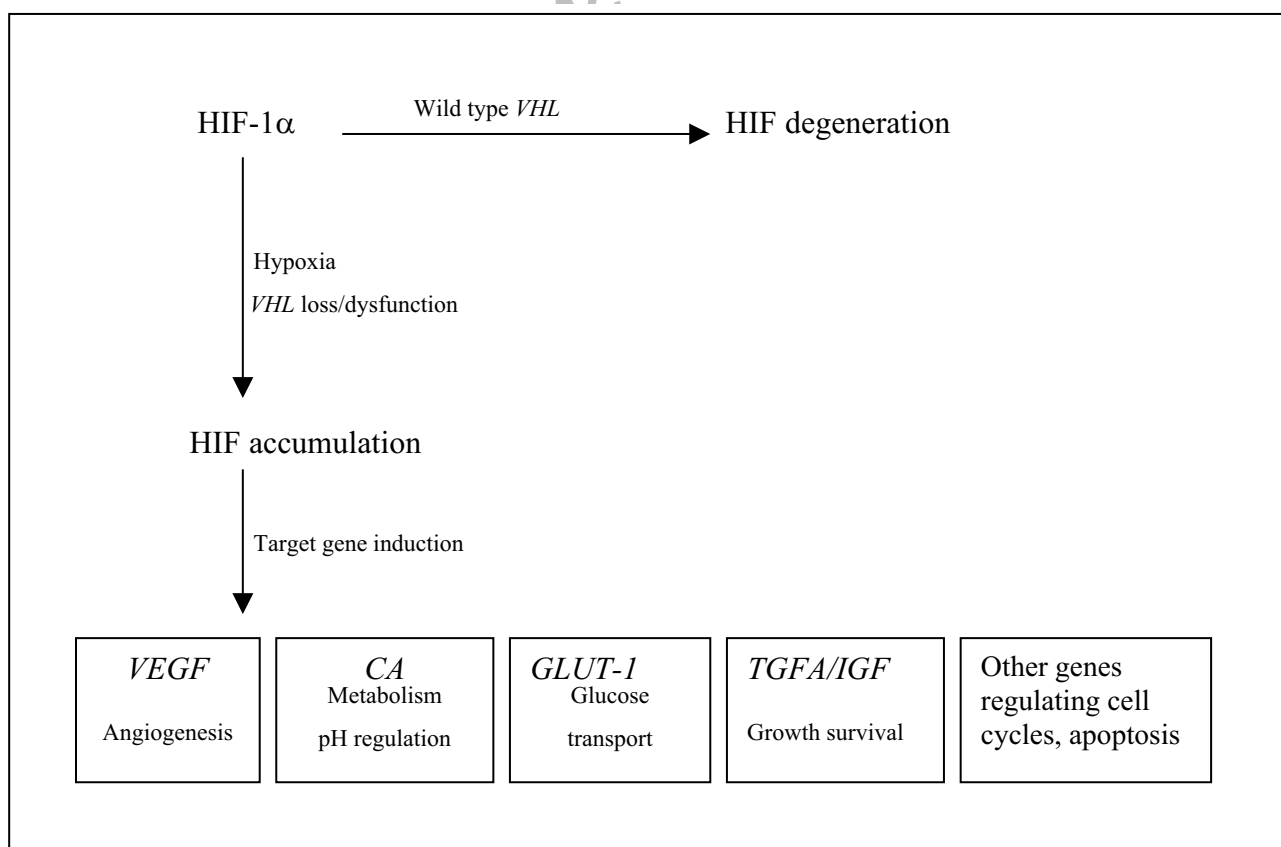 Wild type VHL
HIF-1α
HIF degeneration
Hypoxia
VHL loss/dysfunction
HIF accumulation
Target gene induction
VEGF
Angiogenesis
CA
Metabolism
pH regulation
GLUT-1
Glucose
transport
TGFA/IGF
Growth survival
Other genes
regulating cell
cycles, apoptosis